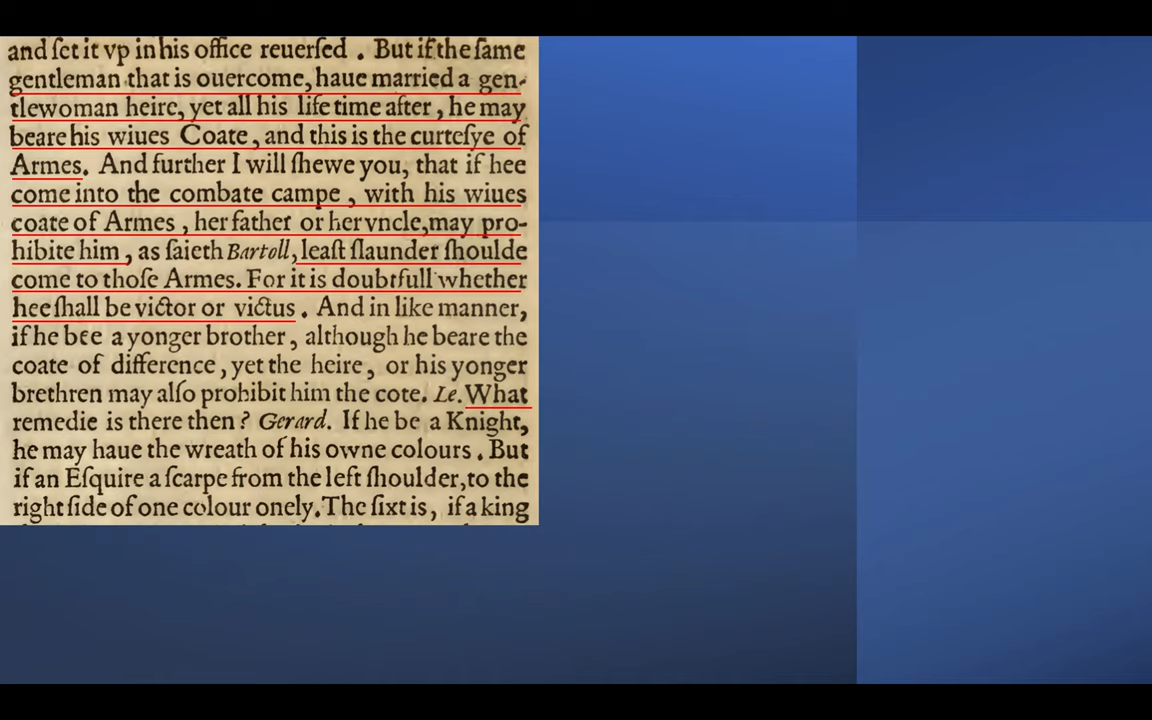 and ſet it vp in his office reuerſed . But if the ſame
gentleman that is ouercome, haue married a gen-
tlewoman heire, yet all his life time after , he may
beare his wiues Coate , and this is the curteſye of
Armes. And further I will ſhewe you, that if hee
come into the combate campe , with his wiues
coate of Armes , her father or her vncle, may pro-
hibite him , as ſaieth Bartoll, leaſt ſlaunder ſhoulde
come to thoſe Armes. For it is doubtfull whether
hee ſhall be victor or victus . And in like manner,
if he bee a yonger brother , although he beare the
coate of difference , yet the heire , or his yonger
brethren may alſo prohibit him the cote. Le. What
remedie is there then ? Gerard. If he be a Knight,
he may haue the wreath of his owne colours . But
if an Eſquire a ſcarpe from the left ſhoulder, to the
right ſide of one colour onely. The ſixt is , if a king